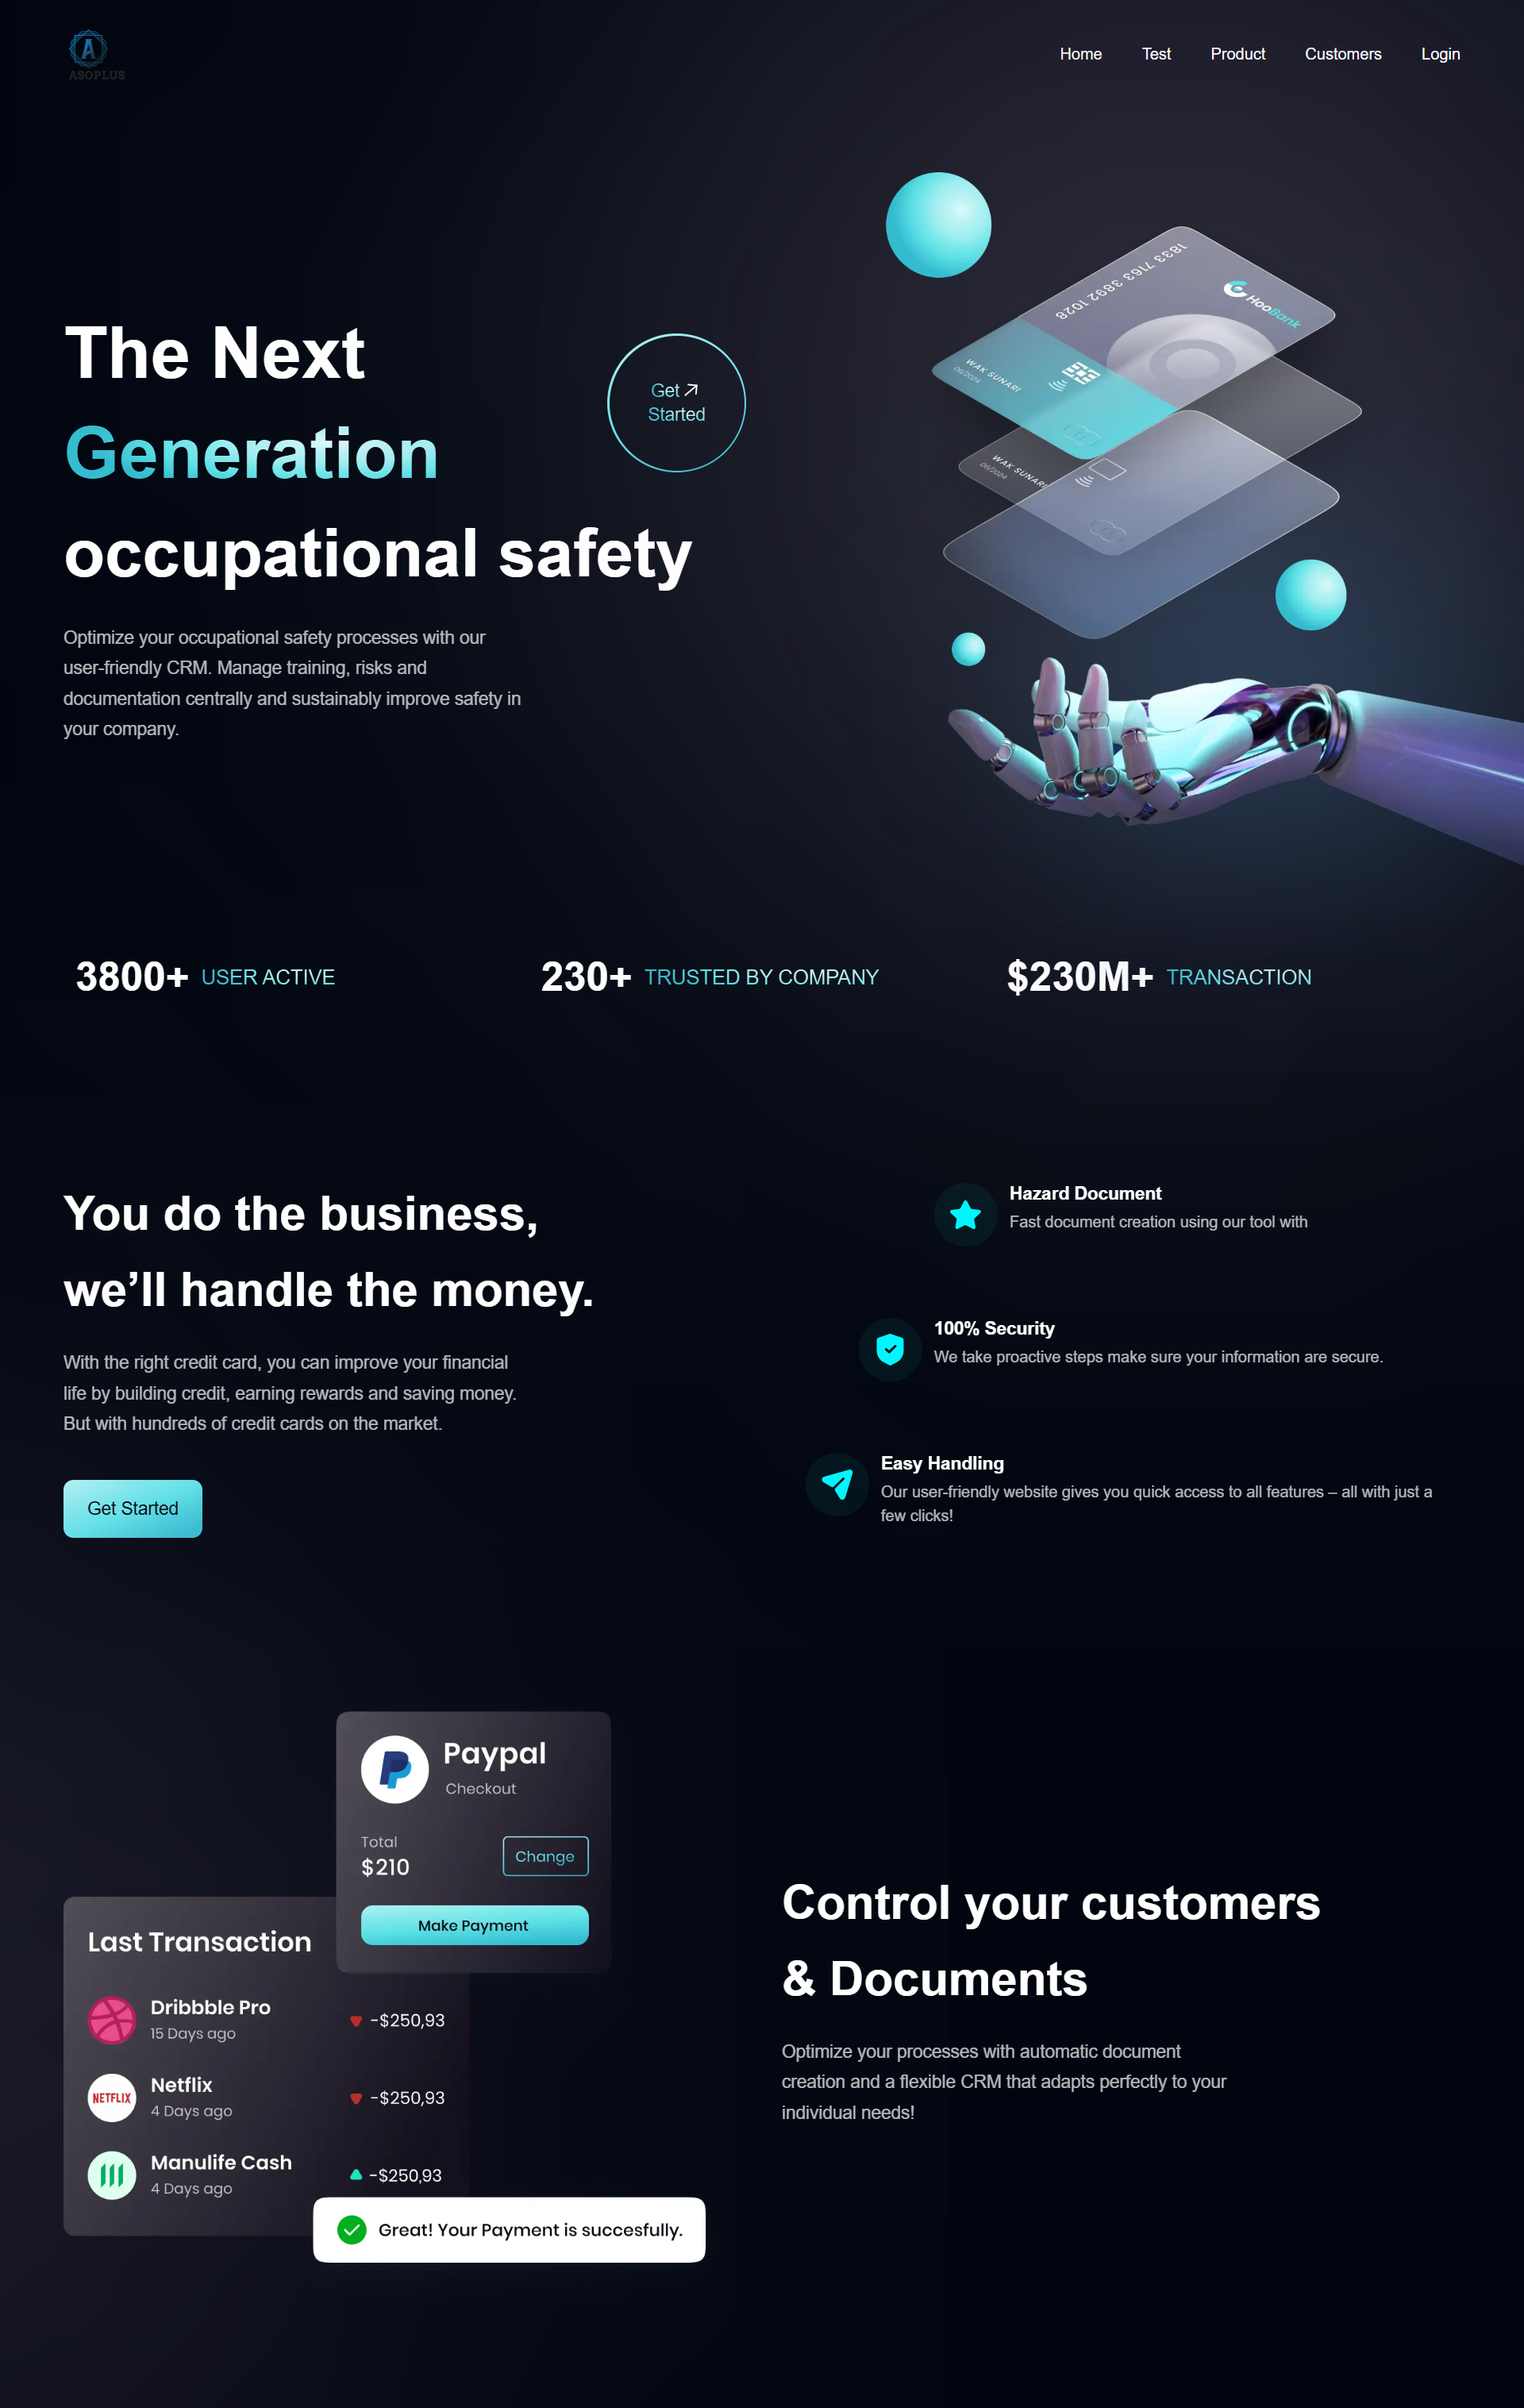 A
ASOPLUS
Home
Test
Product
Customers
Login
The Next
Generation
occupational safety
Get
Started
Optimize your occupational safety processes with our
user-friendly CRM. Manage training, risks and
documentation centrally and sustainably improve safety in
your company.
1833 7163 3892 1028
HooBank
WAK SUNARI
06/2024
WAK SUNARI
06/2024
3800+ USER ACTIVE
230+ TRUSTED BY COMPANY
$230M+ TRANSACTION
You do the business,
we’ll handle the money.
With the right credit card, you can improve your financial
life by building credit, earning rewards and saving money.
But with hundreds of credit cards on the market.
Get Started
Hazard Document
Fast document creation using our tool with
100% Security
We take proactive steps make sure your information are secure.
Easy Handling
Our user-friendly website gives you quick access to all features – all with just a
few clicks!
Paypal
Checkout
Total
$210
Change
Make Payment
Last Transaction
Dribbble Pro
15 Days ago
-$250,93
NETFLIX
Netflix
4 Days ago
-$250,93
Manulife Cash
4 Days ago
-$250,93
Great! Your Payment is succesfully.
Control your customers
& Documents
Optimize your processes with automatic document
creation and a flexible CRM that adapts perfectly to your
individual needs!